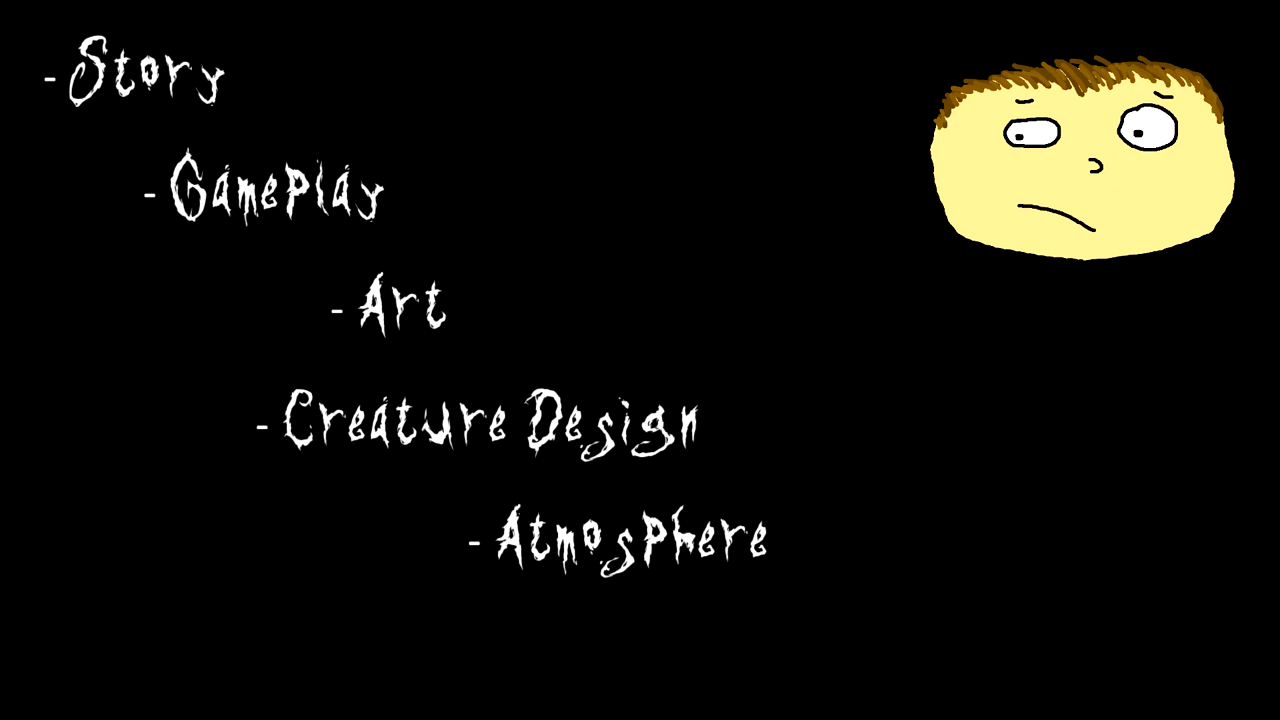 - Story
- Gameplay
- Art
- Creature Design
- Atmosphere